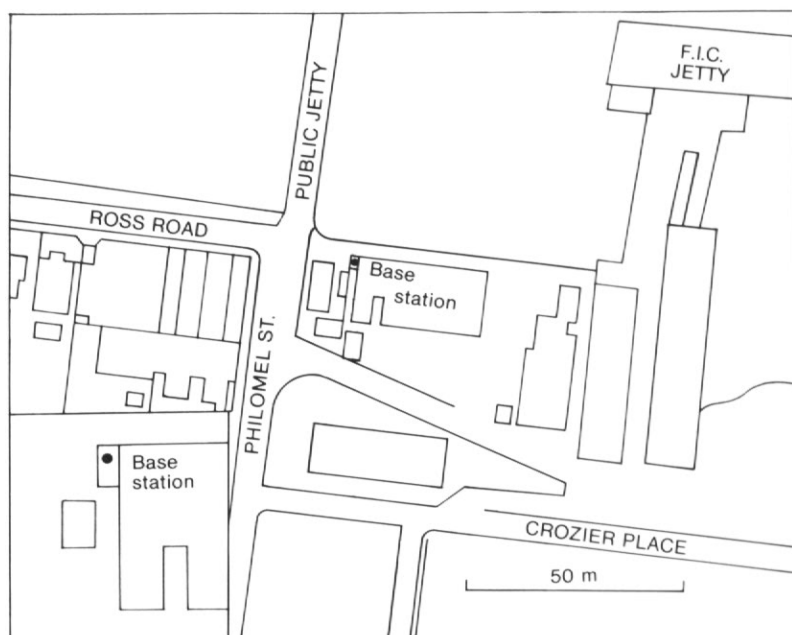 F.I.C.
JETTY
PUBLIC JETTY
ROSS ROAD
Base
station
PHILOMEL ST.
Base
station
CROZIER PLACE
50 m